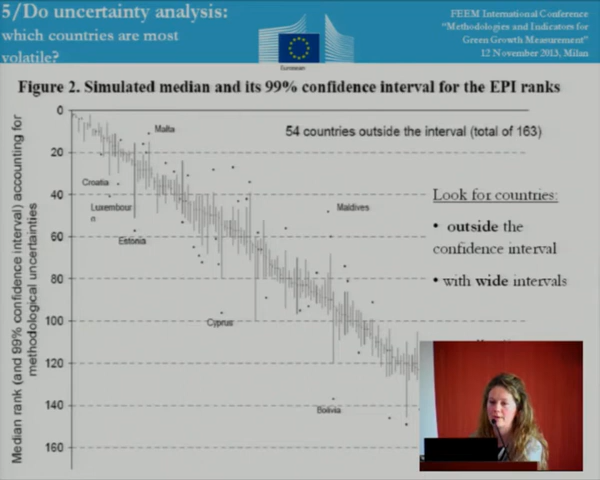 5/Do uncertainty analysis:
which countries are most
volatile?
European
FEEM International Conference
"Methodologies and Indicators for
Green Growth Measurement"
12 November 2013, Milan
Figure 2. Simulated median and its 99% confidence interval for the EPI ranks
Median rank (and 99% confidence interval) accounting for
methodological uncertainties
0
20
40
60
80
100
120
140
160
54 countries outside the interval (total of 163)
Malta
Croatia
Luxembour
Estonia
Maldives
Cyprus
Bolivia
Look for countries:
• outside the
confidence interval
• with wide intervals